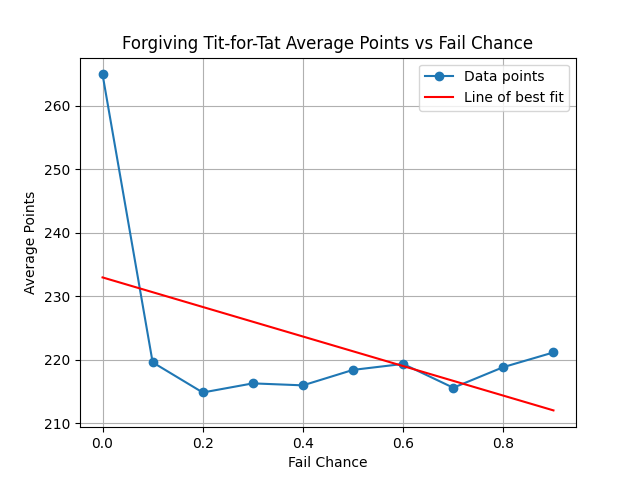 Forgiving Tit-for-Tat Average Points vs Fail Chance
Data points
Line of best fit
260
250
240
230
220
210
Average Points
0.0 0.2 0.4 0.6 0.8
Fail Chance